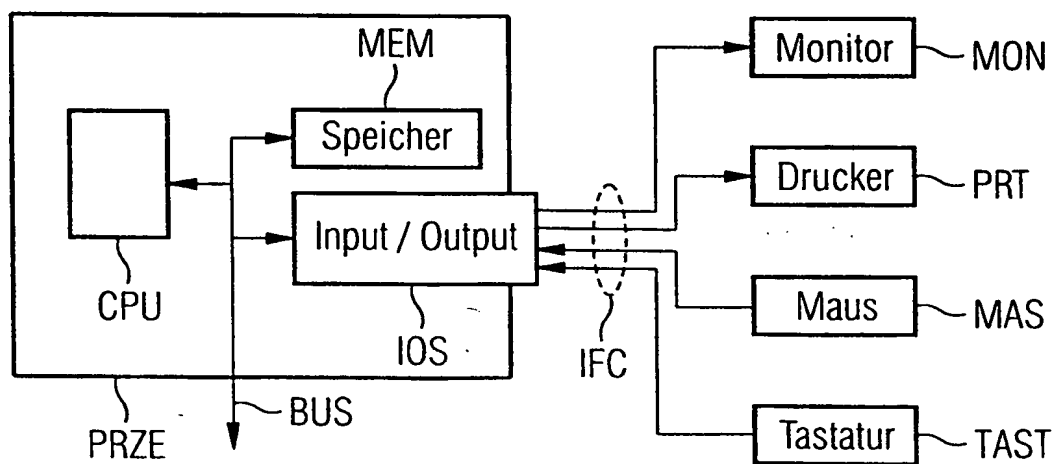 MEM
Monitor
MON
Speicher
Drucker
PRT
Input / Output
CPU
IOS
IFC
Maus
MAS
PRZE
BUS
Tastatur
TAST